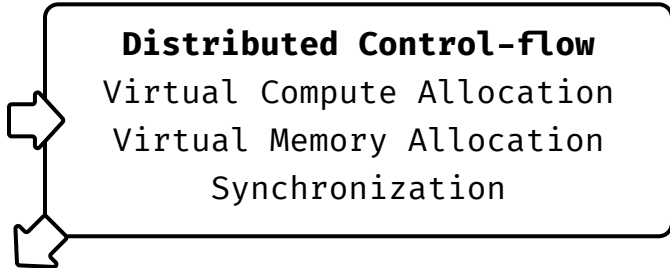 Distributed Control-flow
Virtual Compute Allocation
Virtual Memory Allocation
Synchronization